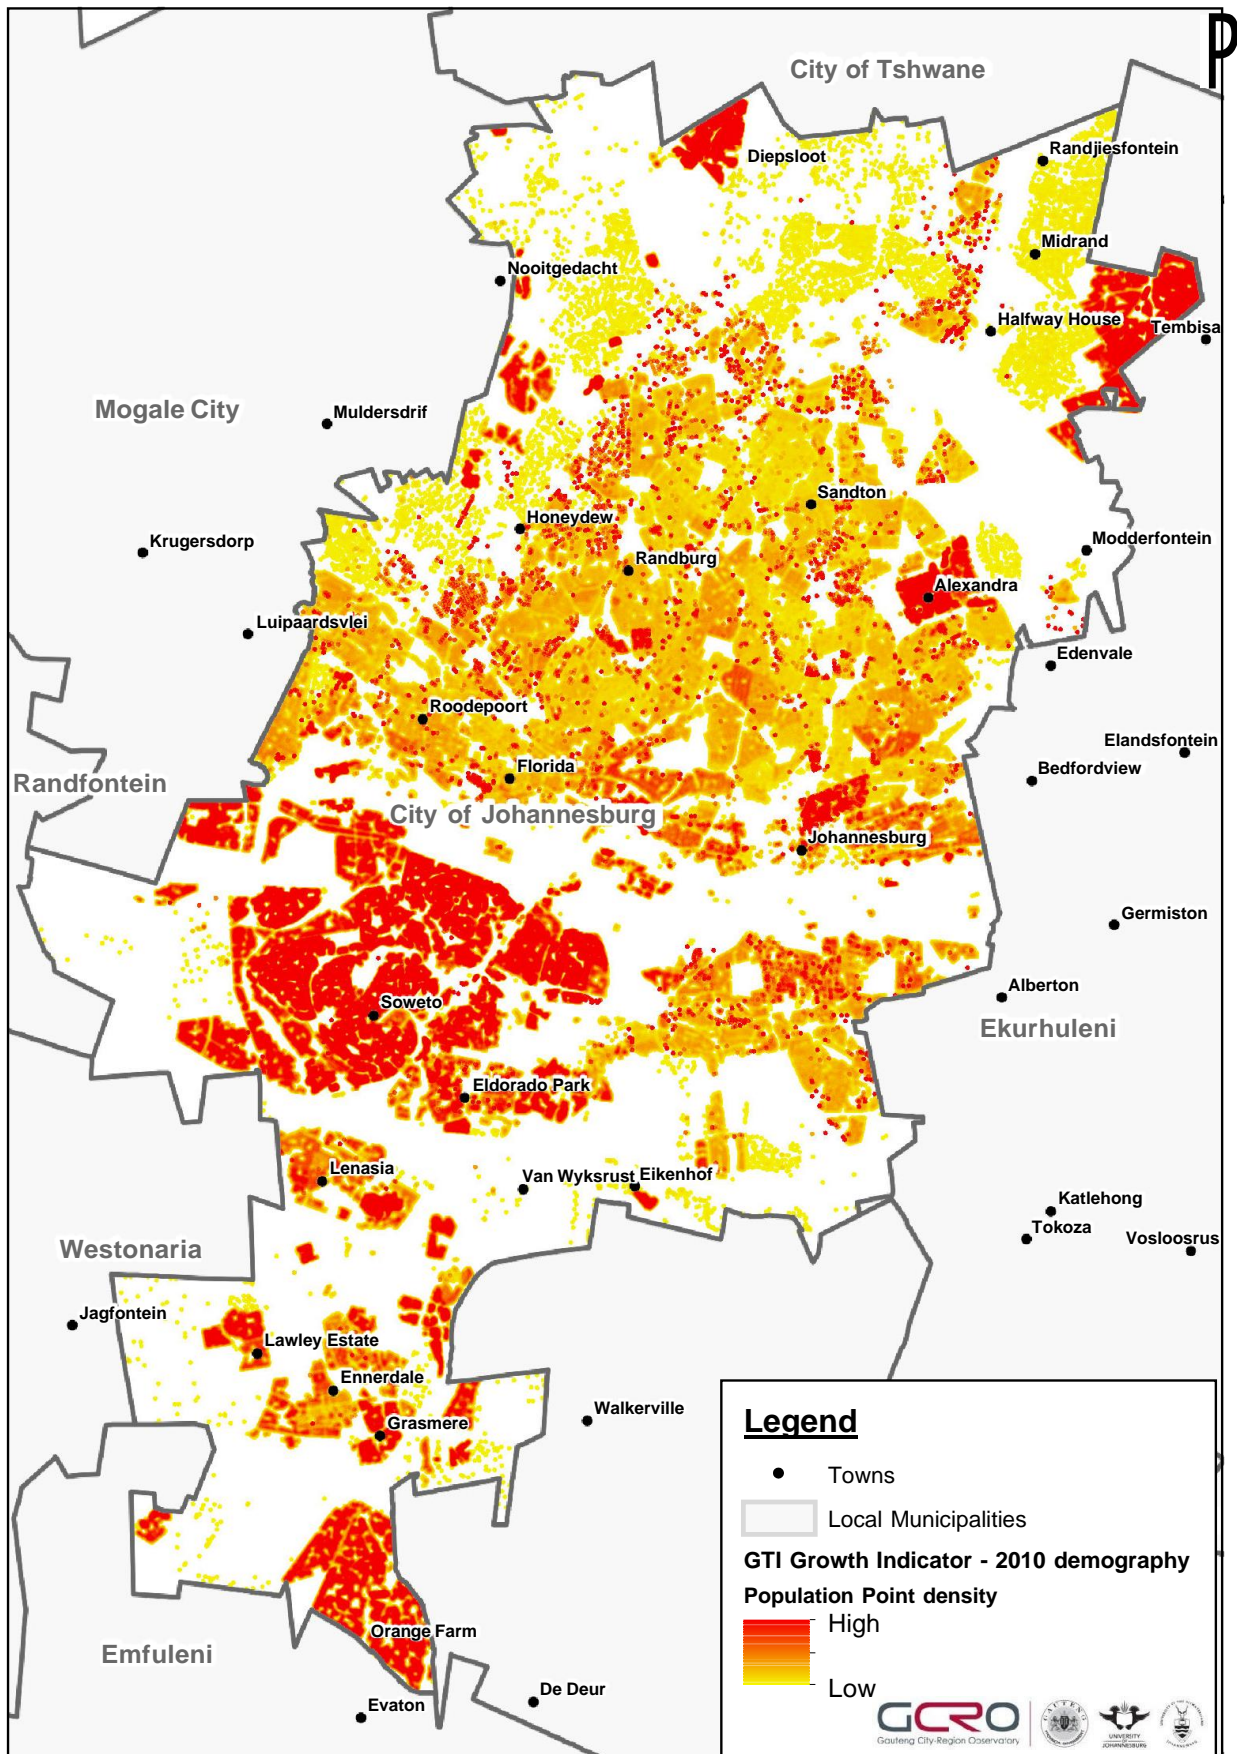 P
City of Tshwane
Diepsloot
Randjiesfontein
Midrand
Nooitgedacht
Halfway House
Tembisa
Mogale City
Muldersdrif
Sandton
Honeydew
Krugersdorp
Modderfontein
Randburg
Alexandra
Luipaardsvlei
Edenvale
Roodepoort
Elandsfontein
Florida
Bedfordview
Randfontein
City of Johannesburg
Johannesburg
Germiston
Soweto
Alberton
Ekurhuleni
Eldorado Park
Lenasia
Van Wyksrust
Eikenhof
Katlehong
Tokoza
Vosloosrus
Westonaria
Jagfontein
Lawley Estate
Ennerdale
Walkerville
Grasmere
Orange Farm
Emfuleni
De Deur
Evaton
Legend
Towns
Local Municipalities
GTI Growth Indicator - 2010 demography
Population Point density
High
Low
GCRO
Gauteng City-Region Observatory
UNIVERSITY
OF
JOHANNESBURG